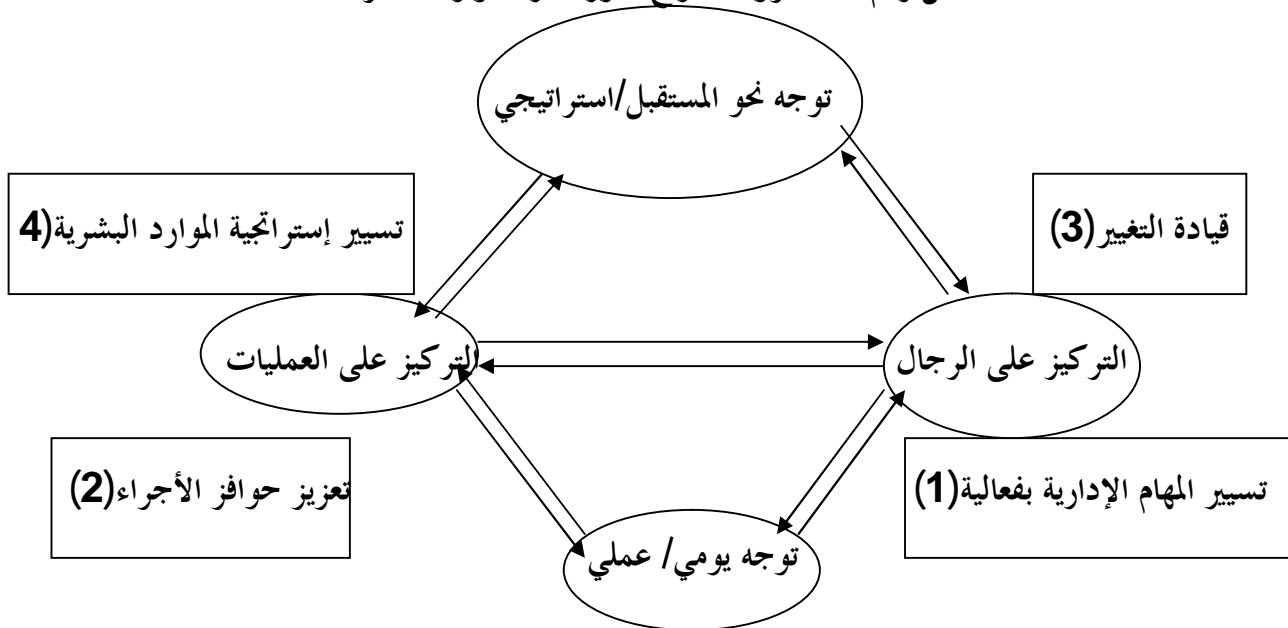 توجه نحو المستقبل/استراتيجي
قيادة التغيير(3)
تسيير إستراتجية الموارد البشرية(4
التركيز على الرجال
التركيز على العمليات
تسيير المهام الإدارية بفعالية(1)
تعزيز حوافز الأجراء(2)
توجه يومي/ عملي